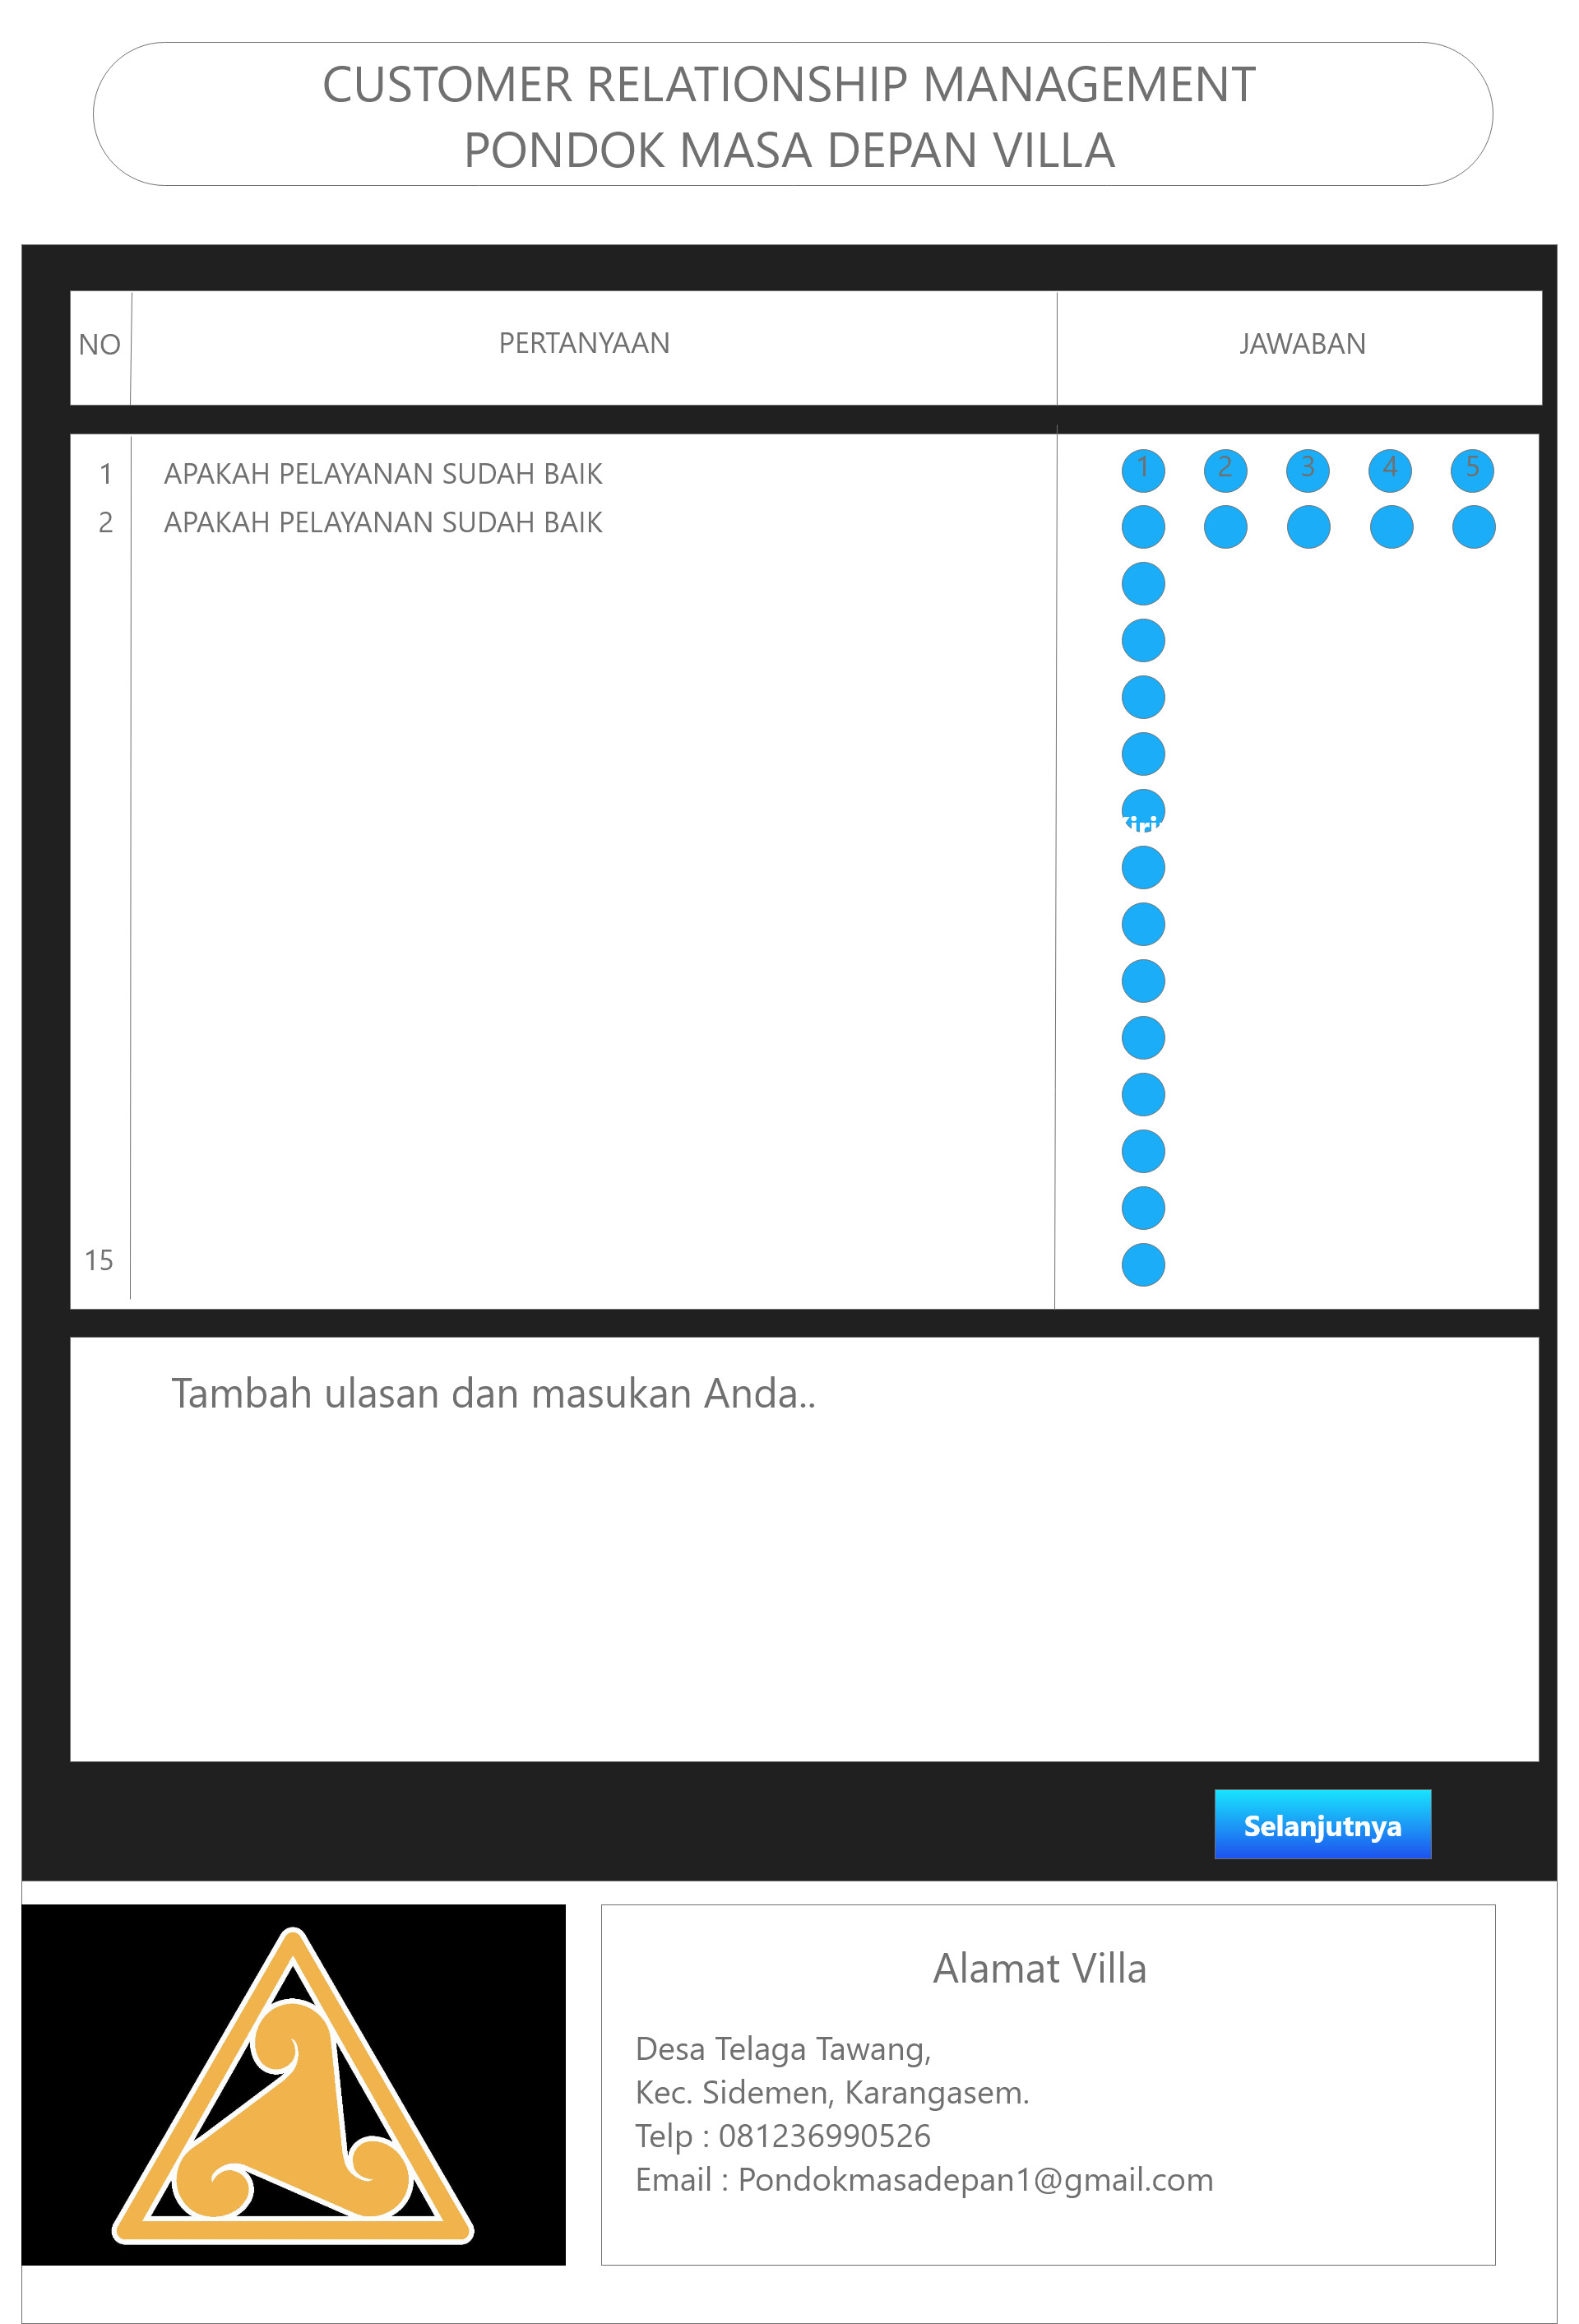 CUSTOMER RELATIONSHIP MANAGEMENT
PONDOK MASA DEPAN VILLA
NO PERTANYAAN JAWABAN
1 APAKAH PELAYANAN SUDAH BAIK 1 2 3 4 5
2 APAKAH PELAYANAN SUDAH BAIK
15
Tambah ulasan dan masukan Anda..
Selanjutnya
Alamat Villa
Desa Telaga Tawang,
Kec. Sidemen, Karangasem.
Telp : 081236990526
Email : Pondokmasadepan1@gmail.com